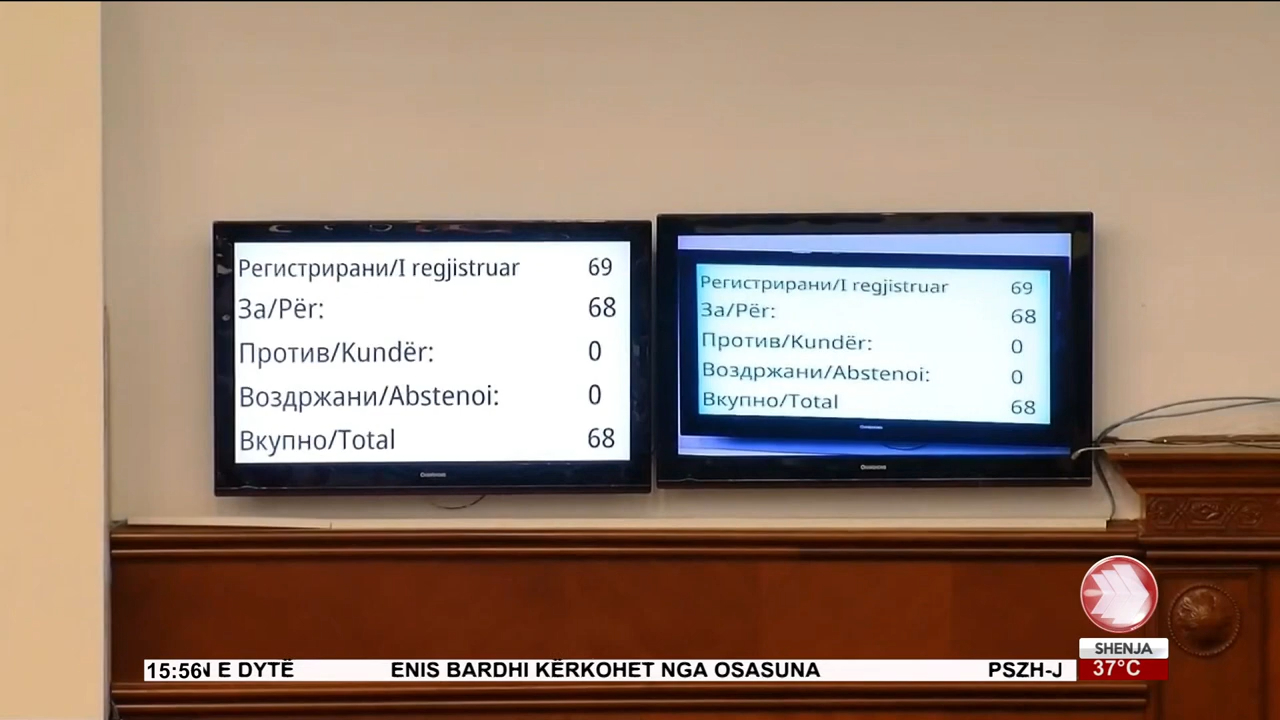 Регистрирани/I regjistruar 69
За/Për: 68
Против/Kundër: 0
Воздржани/Abstenoi: 0
Вкупно/Total 68
Регистрирани/I regjistruar 69
За/Për: 68
Против/Kundër: 0
Воздржани/Abstenoi: 0
Вкупно/Total 68
SHENJA
37°C
15:56 E DYTË ENIS BARDHI KËRKOHET NGA OSASUNA PSZH-J